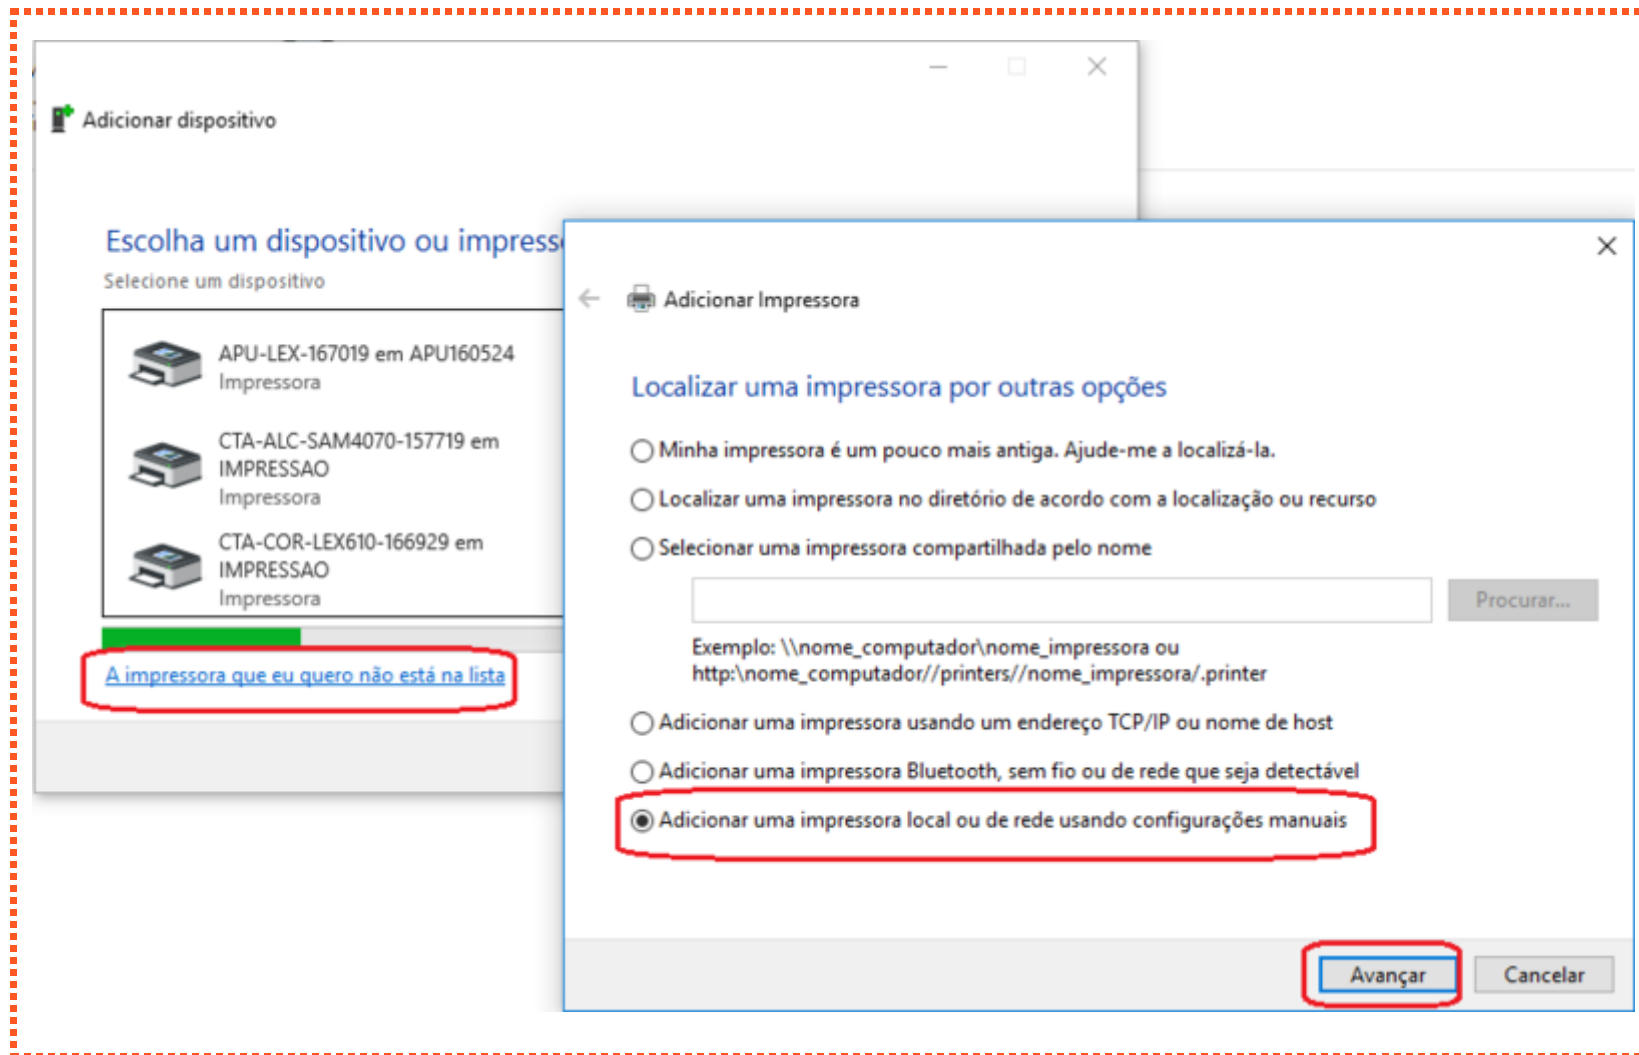 Adicionar dispositivo
Escolha um dispositivo ou impress
Selecione um dispositivo
APU-LEX-167019 em APU160524
Impressora
CTA-ALC-SAM4070-157719 em
IMPRESSAO
Impressora
CTA-COR-LEX610-166929 em
IMPRESSAO
Impressora
A impressora que eu quero não está na lista
Adicionar Impressora
Localizar uma impressora por outras opções
Minha impressora é um pouco mais antiga. Ajude-me a localizá-la.
Localizar uma impressora no diretório de acordo com a localização ou recurso
Selecionar uma impressora compartilhada pelo nome
Procurar...
Exemplo: \\nome_computador\nome_impressora ou
http:\nome_computador//printers//nome_impressora/.printer
Adicionar uma impressora usando um endereço TCP/IP ou nome de host
Adicionar uma impressora Bluetooth, sem fio ou de rede que seja detectável
Adicionar uma impressora local ou de rede usando configurações manuais
Avançar
Cancelar